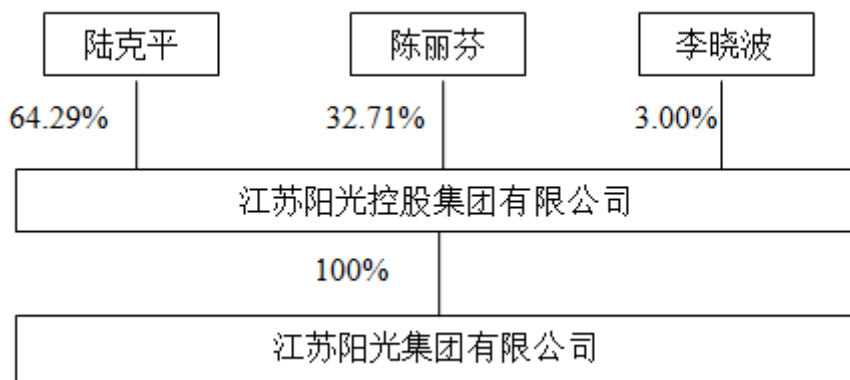 陆克平
陈丽芬
李晓波
64.29%
32.71%
3.00%
江苏阳光控股集团有限公司
100%
江苏阳光集团有限公司